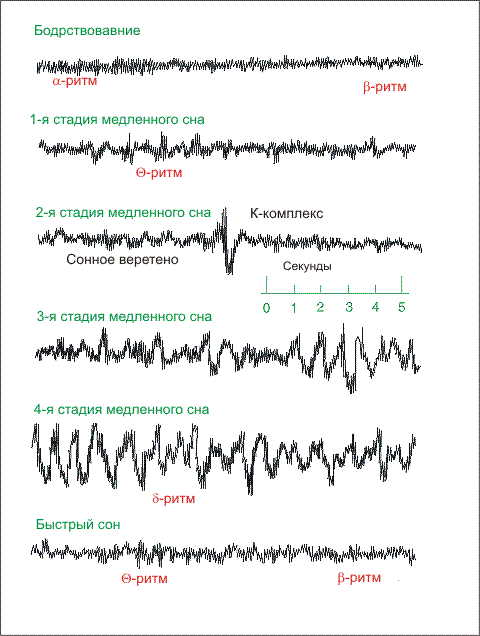 Бодрствовавние
α-ритм
β-ритм
1-я стадия медленного сна
Θ-ритм
2-я стадия медленного сна
К-комплекс
Сонное веретено
Секунды
0 1 2 3 4 5
3-я стадия медленного сна
4-я стадия медленного сна
δ-ритм
Быстрый сон
Θ-ритм
β-ритм